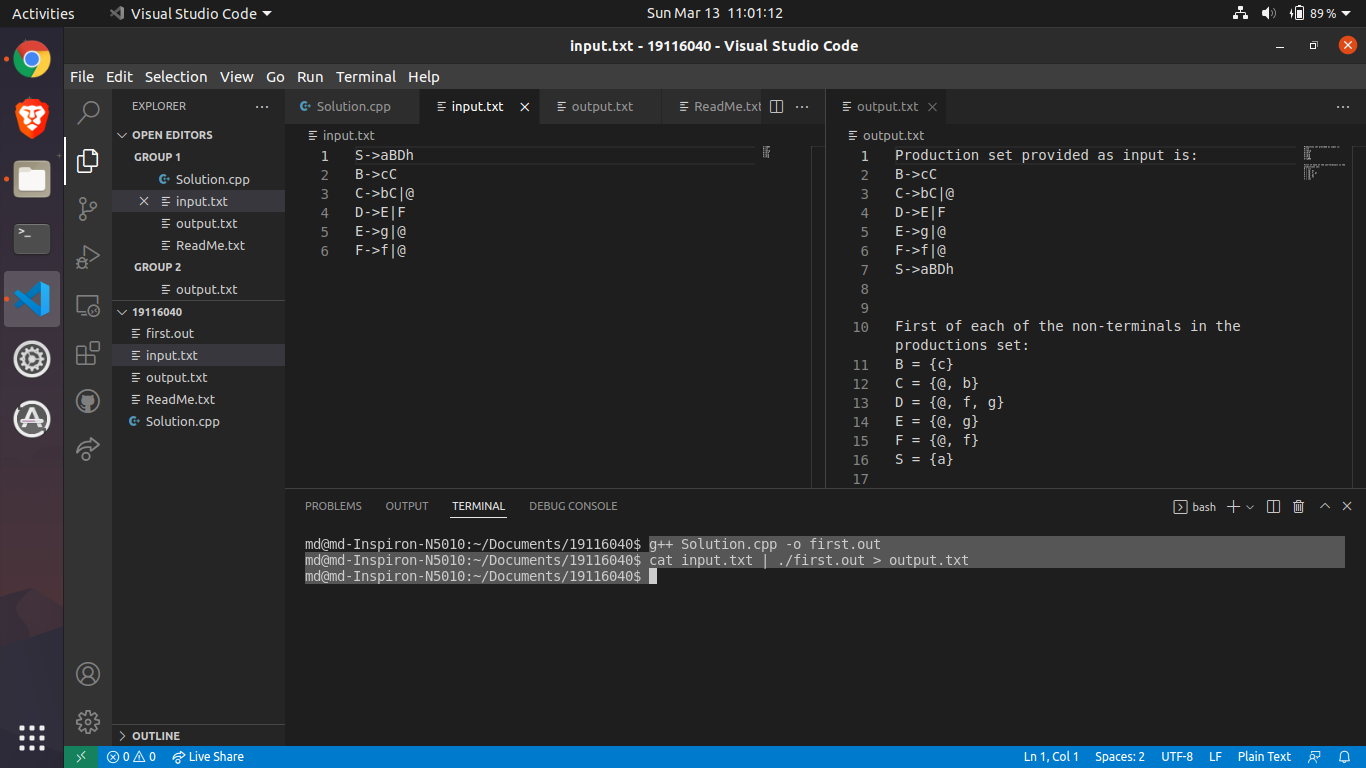 Activities Visual Studio Code Sun Mar 13 11:01:12 89 %
input.txt - 19116040 - Visual Studio Code
File Edit Selection View Go Run Terminal Help
EXPLORER
OPEN EDITORS
GROUP 1
Solution.cpp
input.txt
output.txt
ReadMe.txt
GROUP 2
output.txt
19116040
first.out
input.txt
output.txt
ReadMe.txt
Solution.cpp
OUTLINE
Solution.cpp input.txt output.txt ReadMe.txt
input.txt
1 S->aBDh
2 B->cC
3 C->bC|@
4 D->E|F
5 E->g|@
6 F->f|@
output.txt
output.txt
1 Production set provided as input is:
2 B->cC
3 C->bC|@
4 D->E|F
5 E->g|@
6 F->f|@
7 S->aBDh
8
9
10 First of each of the non-terminals in the
productions set:
11 B = {c}
12 C = {@, b}
13 D = {@, f, g}
14 E = {@, g}
15 F = {@, f}
16 S = {a}
17
PROBLEMS OUTPUT TERMINAL DEBUG CONSOLE bash
md@md-Inspiron-N5010:~/Documents/19116040$ g++ Solution.cpp -o first.out
md@md-Inspiron-N5010:~/Documents/19116040$ cat input.txt | ./first.out > output.txt
md@md-Inspiron-N5010:~/Documents/19116040$
0 0 Live Share Ln 1, Col 1 Spaces: 2 UTF-8 LF Plain Text